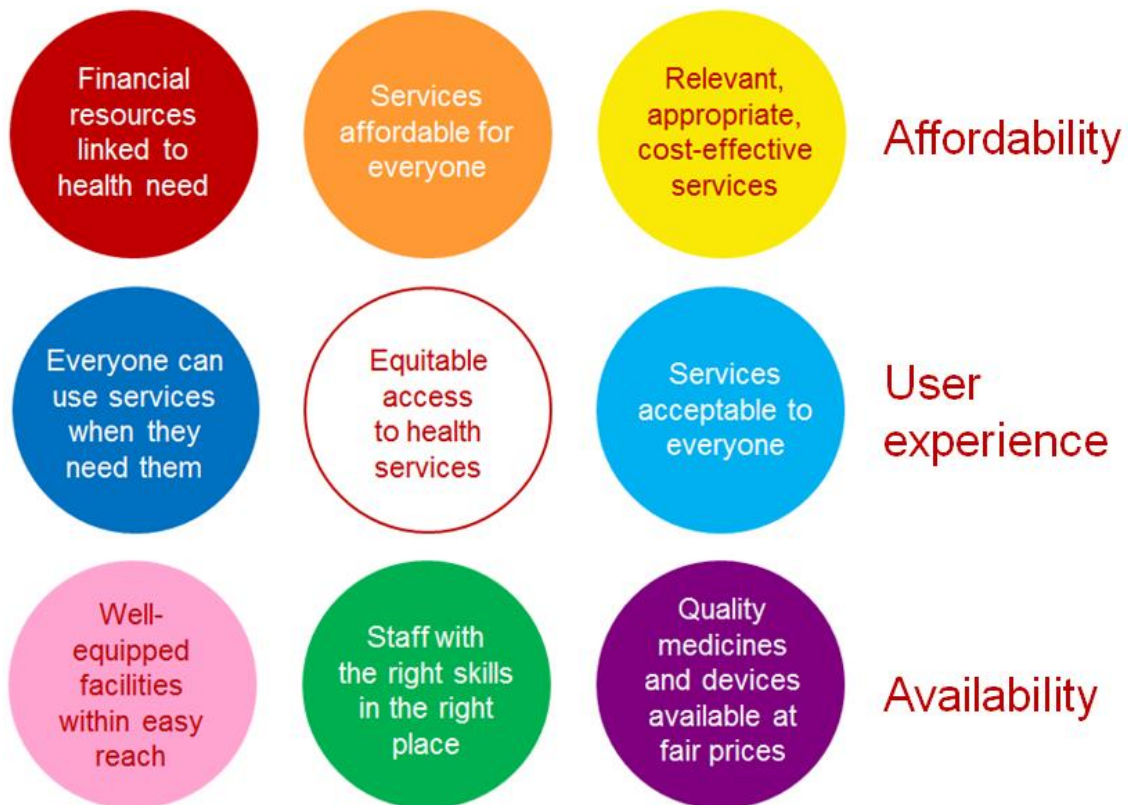 Financial
resources
linked to
health need
Services
affordable for
everyone
Relevant,
appropriate,
cost-effective
services
Affordability
Everyone can
use services
when they
need them
Equitable
access
to health
services
Services
acceptable to
everyone
User
experience
Well-
equipped
facilities
within easy
reach
Staff with
the right skills
in the right
place
Quality
medicines
and devices
available at
fair prices
Availability